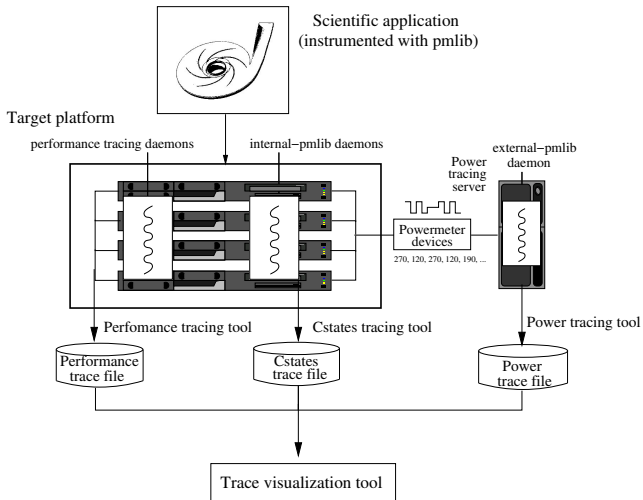 Scientific application
(instrumented with pmlib)
Target platform
performance tracing daemons
internal−pmlib daemons
Power
tracing
server
external−pmlib
daemon
Powermeter
devices
270, 120, 270, 120, 190, ...
Perfomance tracing tool
Cstates tracing tool
Power tracing tool
Performance
trace file
Cstates
trace file
Power
trace file
Trace visualization tool